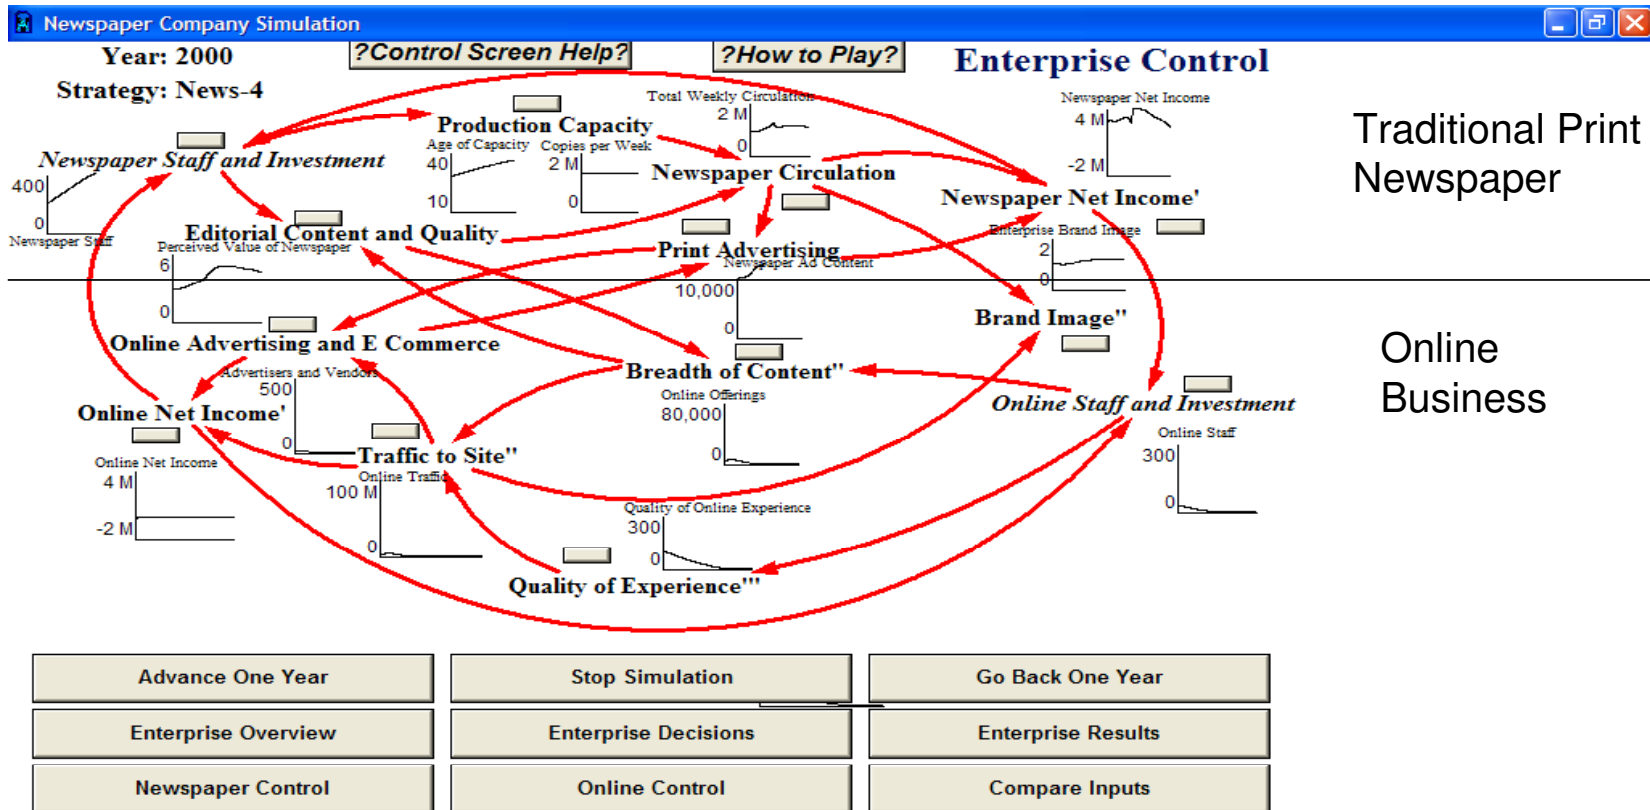 Newspaper Company Simulation
Year: 2000
?Control Screen Help?
?How to Play?
Enterprise Control
Strategy: News-4
Total Weekly Circulation
2 M
0
Newspaper Net Income
4 M
-2 M
Traditional Print
Newspaper
Production Capacity
Age of Capacity
40
10
Copies per Week
2 M
0
Newspaper Staff and Investment
400
0
Newspaper Staff
Newspaper Circulation
Newspaper Net Income'
Editorial Content and Quality
Perceived Value of Newspaper
6
0
Print Advertising
Newspaper Ad Content
10,000
0
Enterprise Brand Image
2
0
Brand Image"
Online
Business
Online Advertising and E Commerce
Advertisers and Vendors
500
0
Breadth of Content"
Online Offerings
80,000
0
Online Staff and Investment
Online Staff
300
0
Online Net Income'
Online Net Income
4 M
-2 M
Traffic to Site"
Online Traffic
100 M
0
Quality of Online Experience
300
0
Quality of Experience'"
Advance One Year
Stop Simulation
Go Back One Year
Enterprise Overview
Enterprise Decisions
Enterprise Results
Newspaper Control
Online Control
Compare Inputs